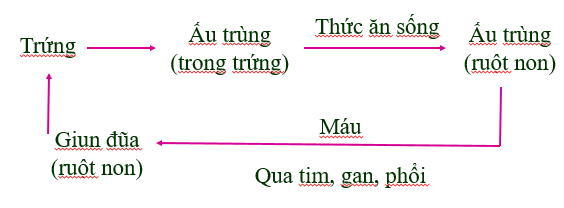 Trứng
Ấu trùng
(trong trứng)
Thức ăn sống
Ấu trùng
(ruột non)
Máu
Qua tim, gan, phổi
Giun đũa
(ruột non)